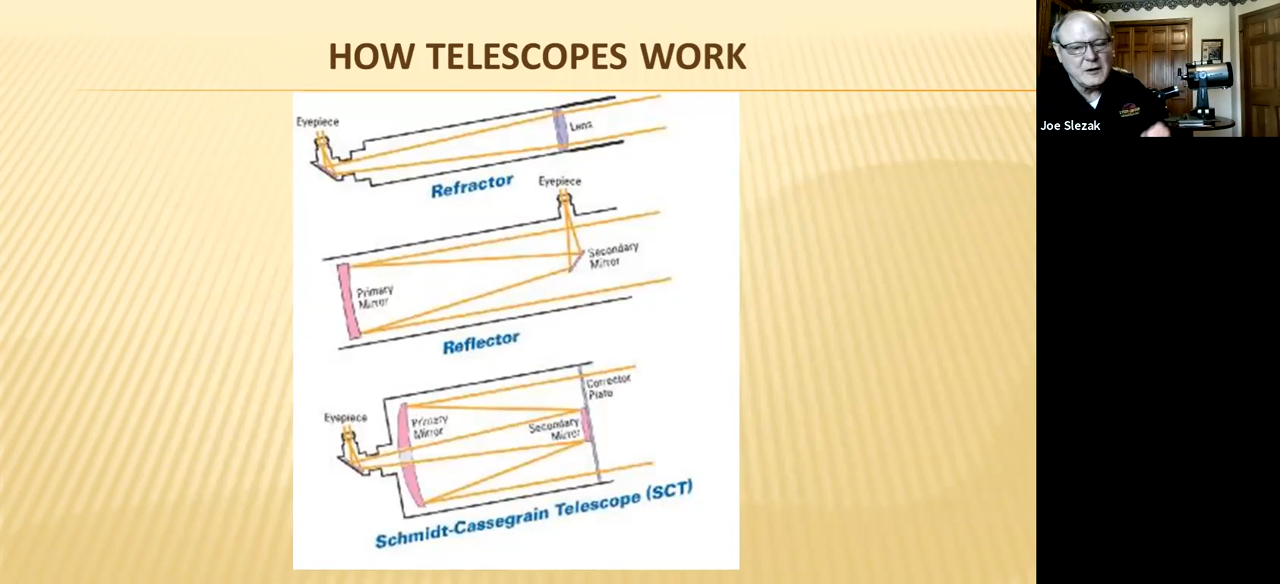 HOW TELESCOPES WORK
Eyepiece
Lens
Refractor
Eyepiece
Secondary
Mirror
Primary
Mirror
Reflector
Corrector
Plate
Eyepiece
Primary
Mirror
Secondary
Mirror
Schmidt-Cassegrain Telescope (SCT)
Joe Slezak